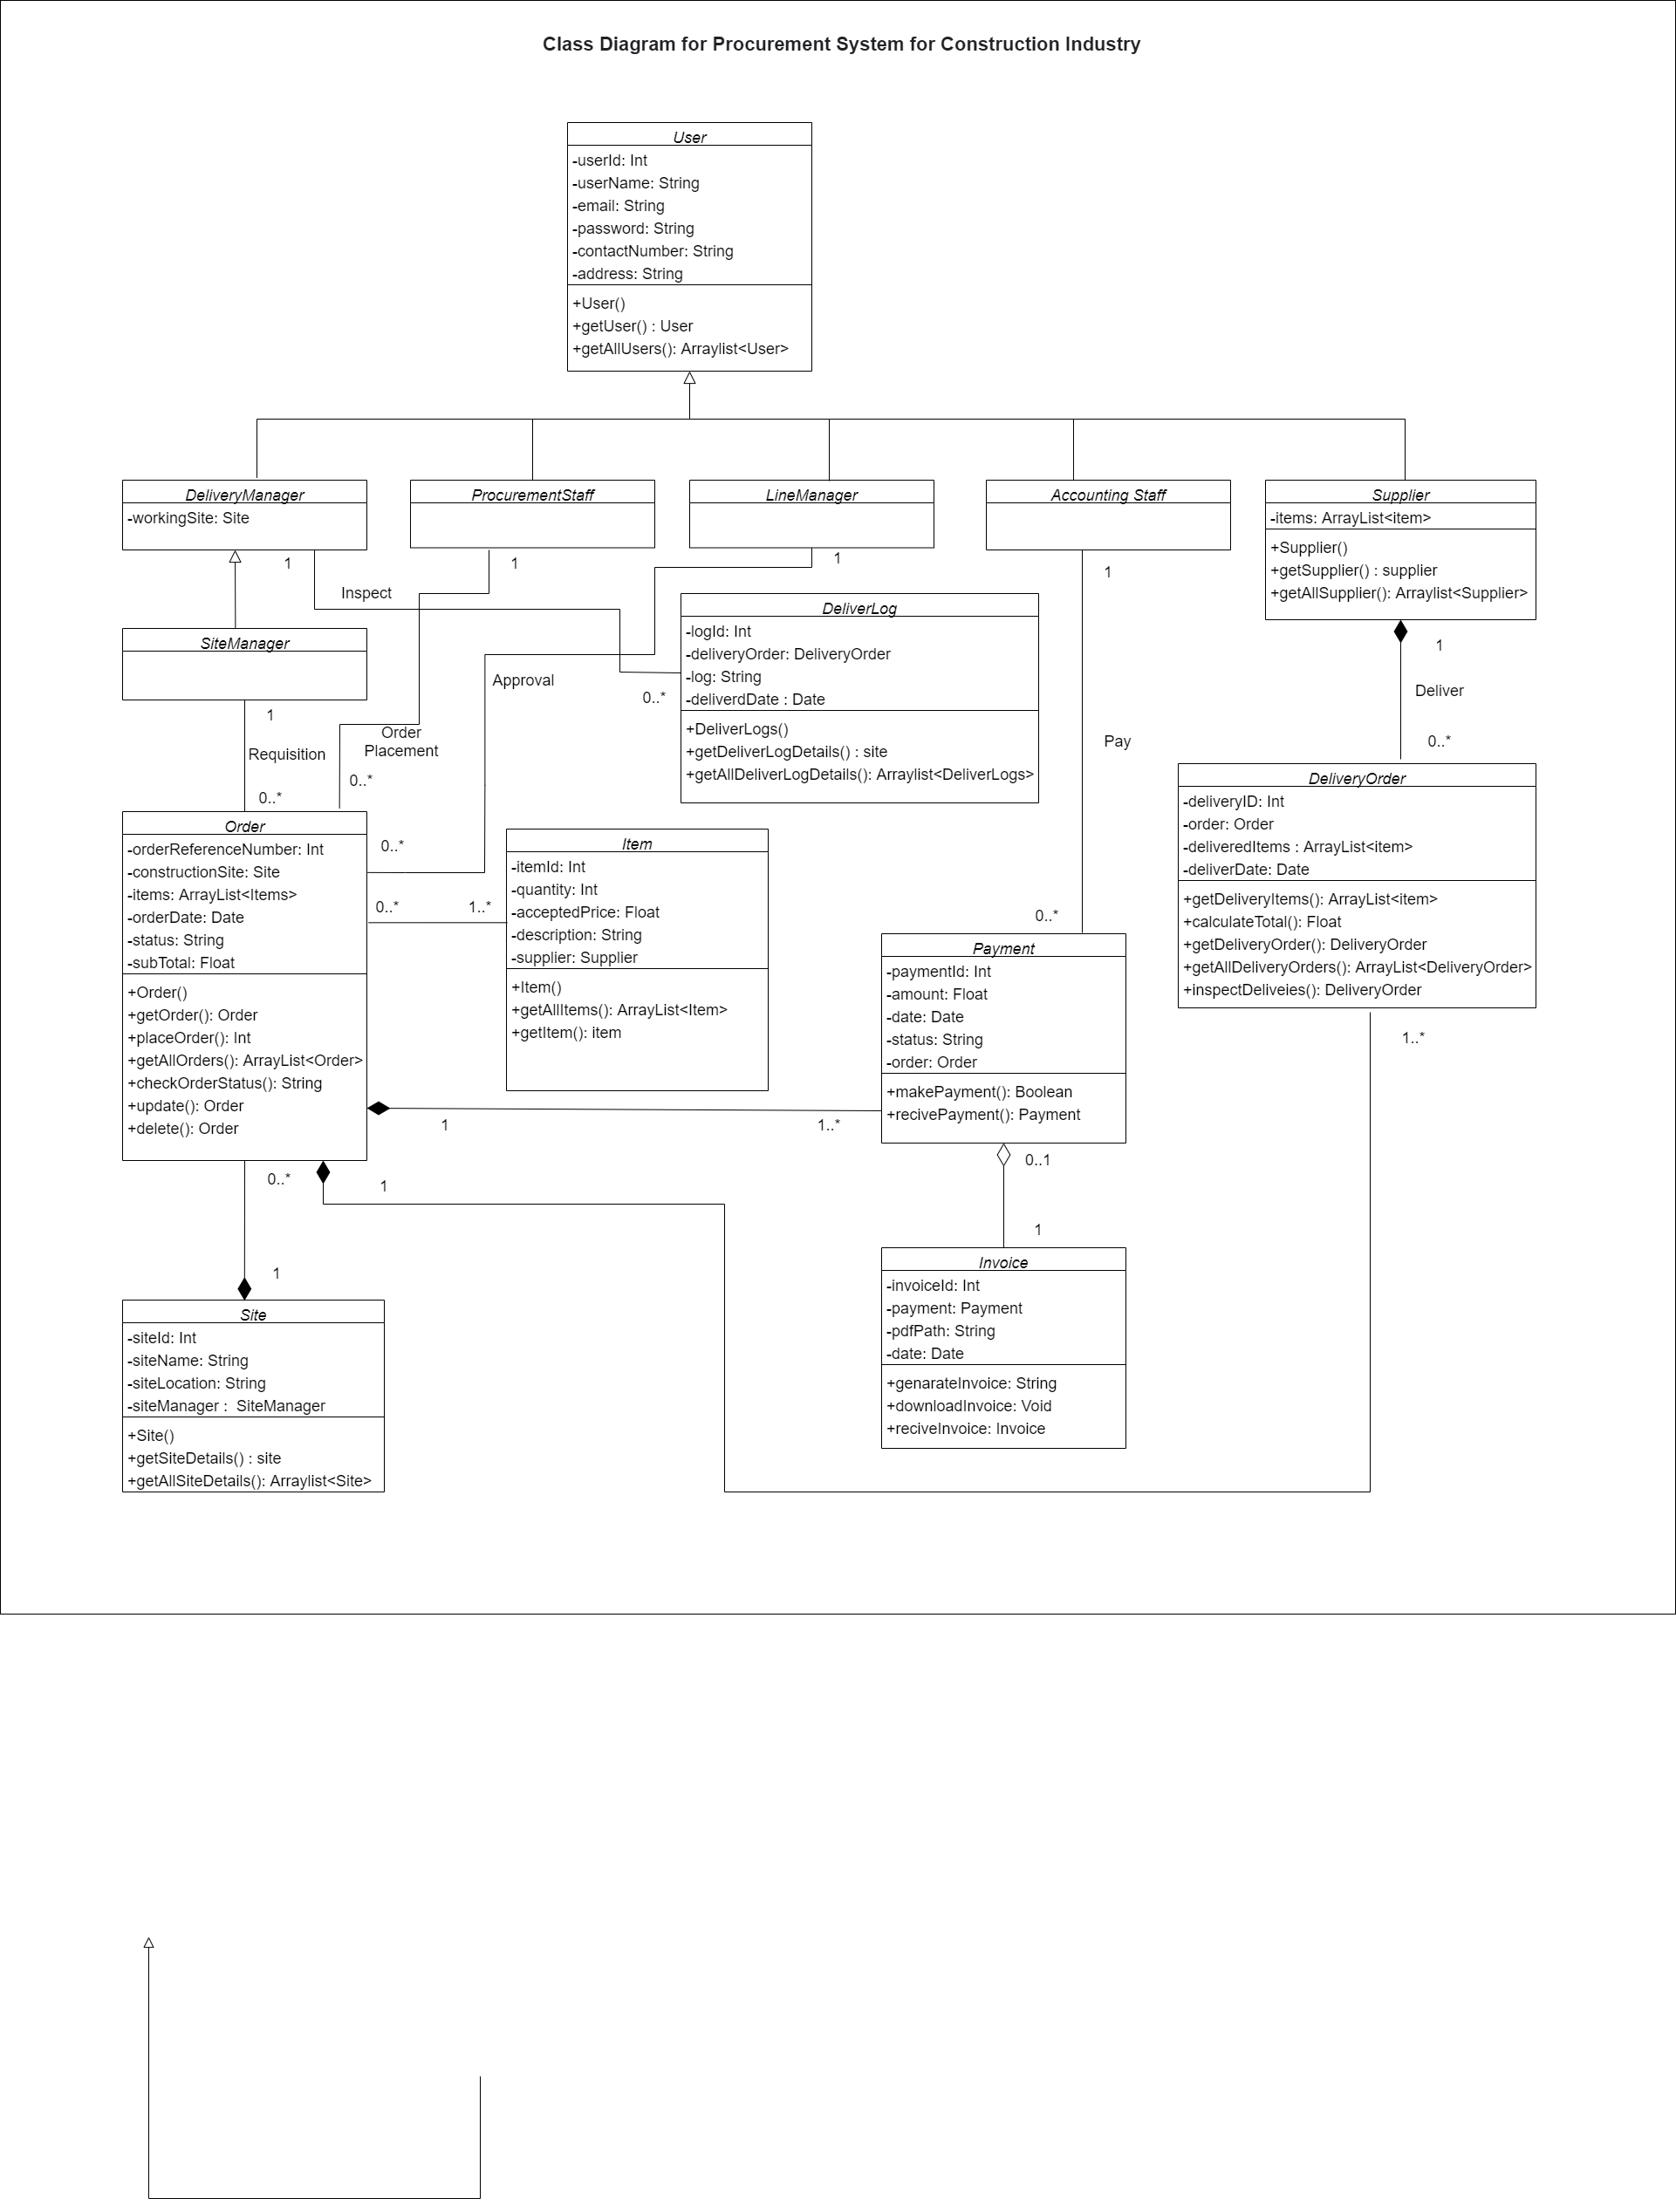 Class Diagram for Procurement System for Construction Industry
User
-userId: Int
-userName: String
-email: String
-password: String
-contactNumber: String
-address: String
+User()
+getUser() : User
+getAllUsers(): Arraylist<User>
DeliveryManager
-workingSite: Site
ProcurementStaff
LineManager
Accounting Staff
Supplier
-items: ArrayList<item>
+Supplier()
+getSupplier() : supplier
+getAllSupplier(): Arraylist<Supplier>
1
1
1
1
1
Inspect
Approval
Pay
Deliver
0..*
SiteManager
1
Requisition
0..*
Order
Placement
0..*
0..*
DeliverLog
-logId: Int
-deliveryOrder: DeliveryOrder
-log: String
-deliverdDate : Date
+DeliverLogs()
+getDeliverLogDetails() : site
+getAllDeliverLogDetails(): Arraylist<DeliverLogs>
DeliveryOrder
-deliveryID: Int
-order: Order
-deliveredItems : ArrayList<item>
-deliverDate: Date
+getDeliveryItems(): ArrayList<item>
+calculateTotal(): Float
+getDeliveryOrder(): DeliveryOrder
+getAllDeliveryOrders(): ArrayList<DeliveryOrder>
+inspectDeliveies(): DeliveryOrder
1..*
Order
-orderReferenceNumber: Int
-constructionSite: Site
-items: ArrayList<Items>
-orderDate: Date
-status: String
-subTotal: Float
+Order()
+getOrder(): Order
+placeOrder(): Int
+getAllOrders(): ArrayList<Order>
+checkOrderStatus(): String
+update(): Order
+delete(): Order
0..*
0..*
1..*
Item
-itemId: Int
-quantity: Int
-acceptedPrice: Float
-description: String
-supplier: Supplier
+Item()
+getAllItems(): ArrayList<Item>
+getItem(): item
0..*
Payment
-paymentId: Int
-amount: Float
-date: Date
-status: String
-order: Order
+makePayment(): Boolean
+recivePayment(): Payment
1
1..*
0..*
1
0..1
1
1
Site
-siteId: Int
-siteName: String
-siteLocation: String
-siteManager :  SiteManager
+Site()
+getSiteDetails() : site
+getAllSiteDetails(): Arraylist<Site>
Invoice
-invoiceId: Int
-payment: Payment
-pdfPath: String
-date: Date
+genarateInvoice: String
+downloadInvoice: Void
+reciveInvoice: Invoice